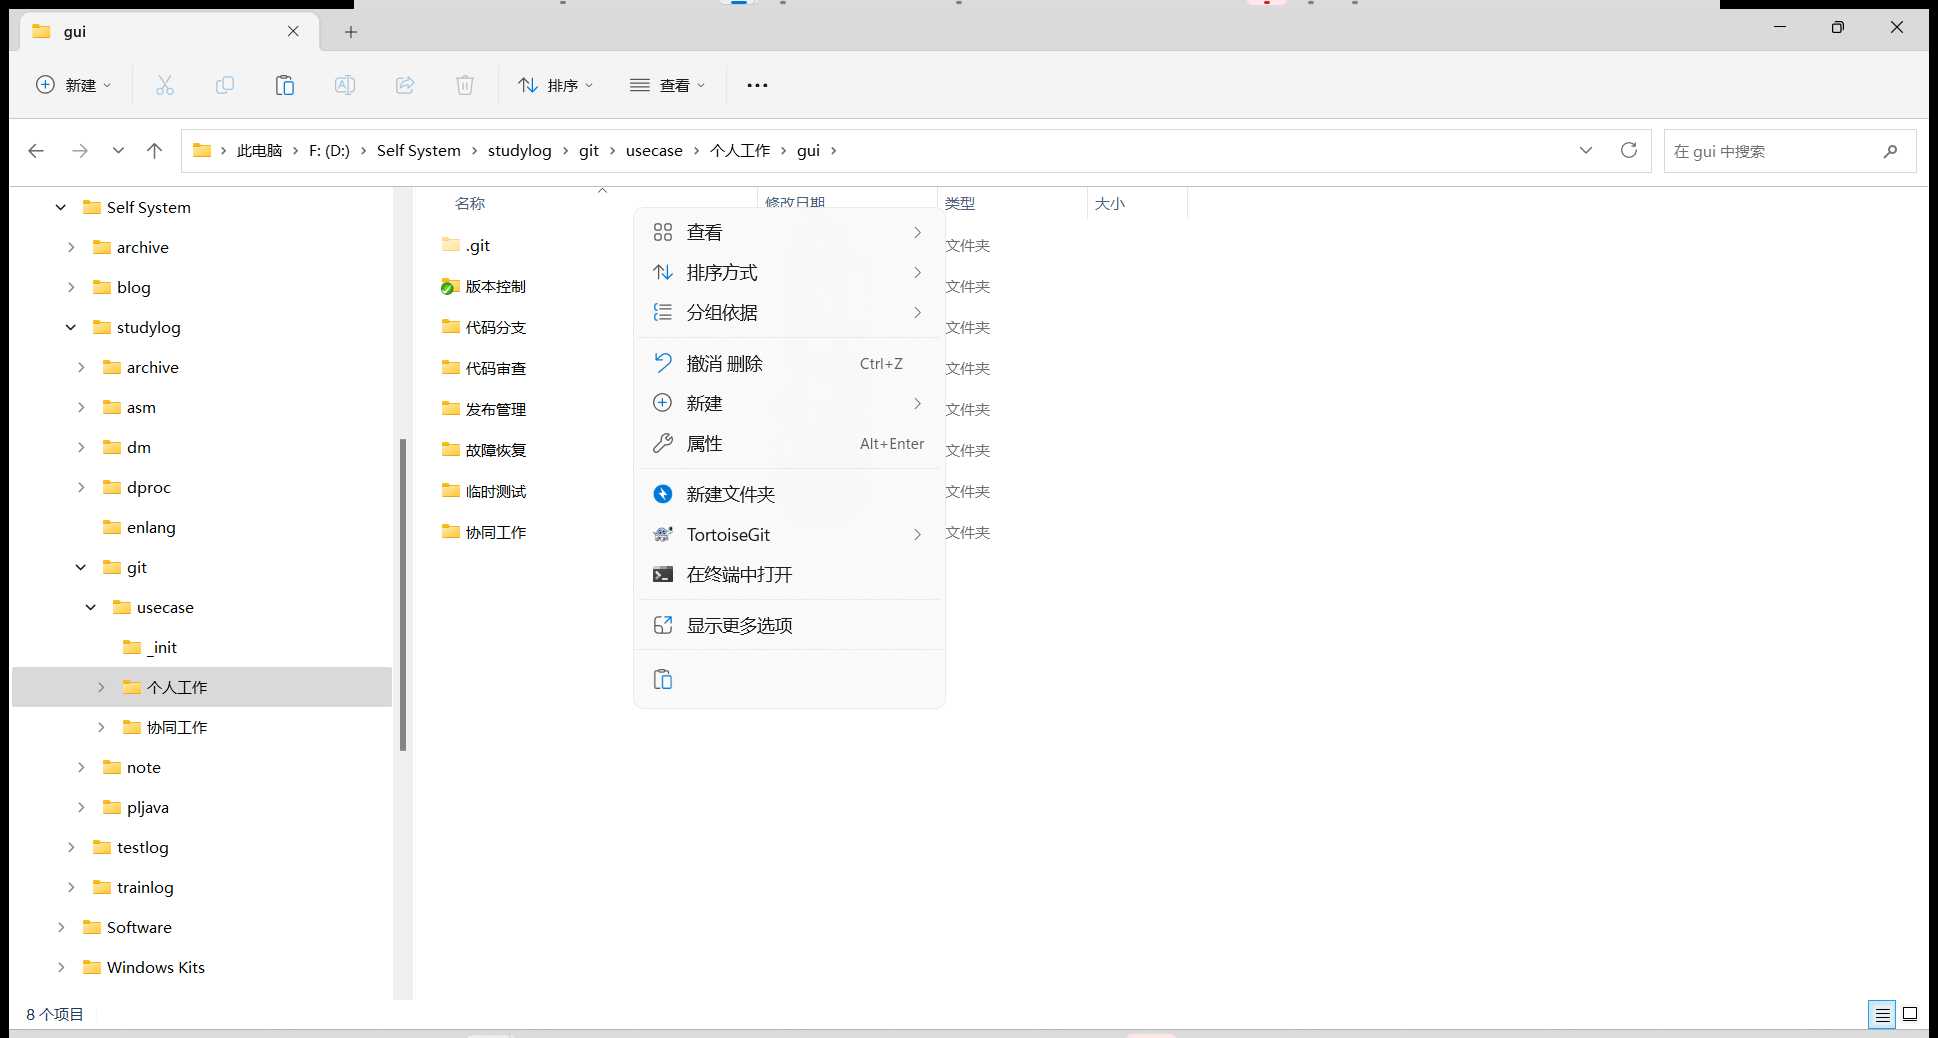 gui
新建
排序
查看
此电脑 F: (D:) Self System studylog git usecase 个人工作 gui
在 gui 中搜索
Self System
archive
blog
studylog
archive
asm
dm
dproc
enlang
git
usecase
_init
个人工作
协同工作
note
pljava
testlog
trainlog
Software
Windows Kits
名称 修改日期 类型 大小
.git 文件夹
版本控制 文件夹
代码分支 文件夹
代码审查 文件夹
发布管理 文件夹
故障恢复 文件夹
临时测试 文件夹
协同工作 文件夹
查看
排序方式
分组依据
撤消 删除 Ctrl+Z
新建
属性 Alt+Enter
新建文件夹
TortoiseGit
在终端中打开
显示更多选项
8 个项目